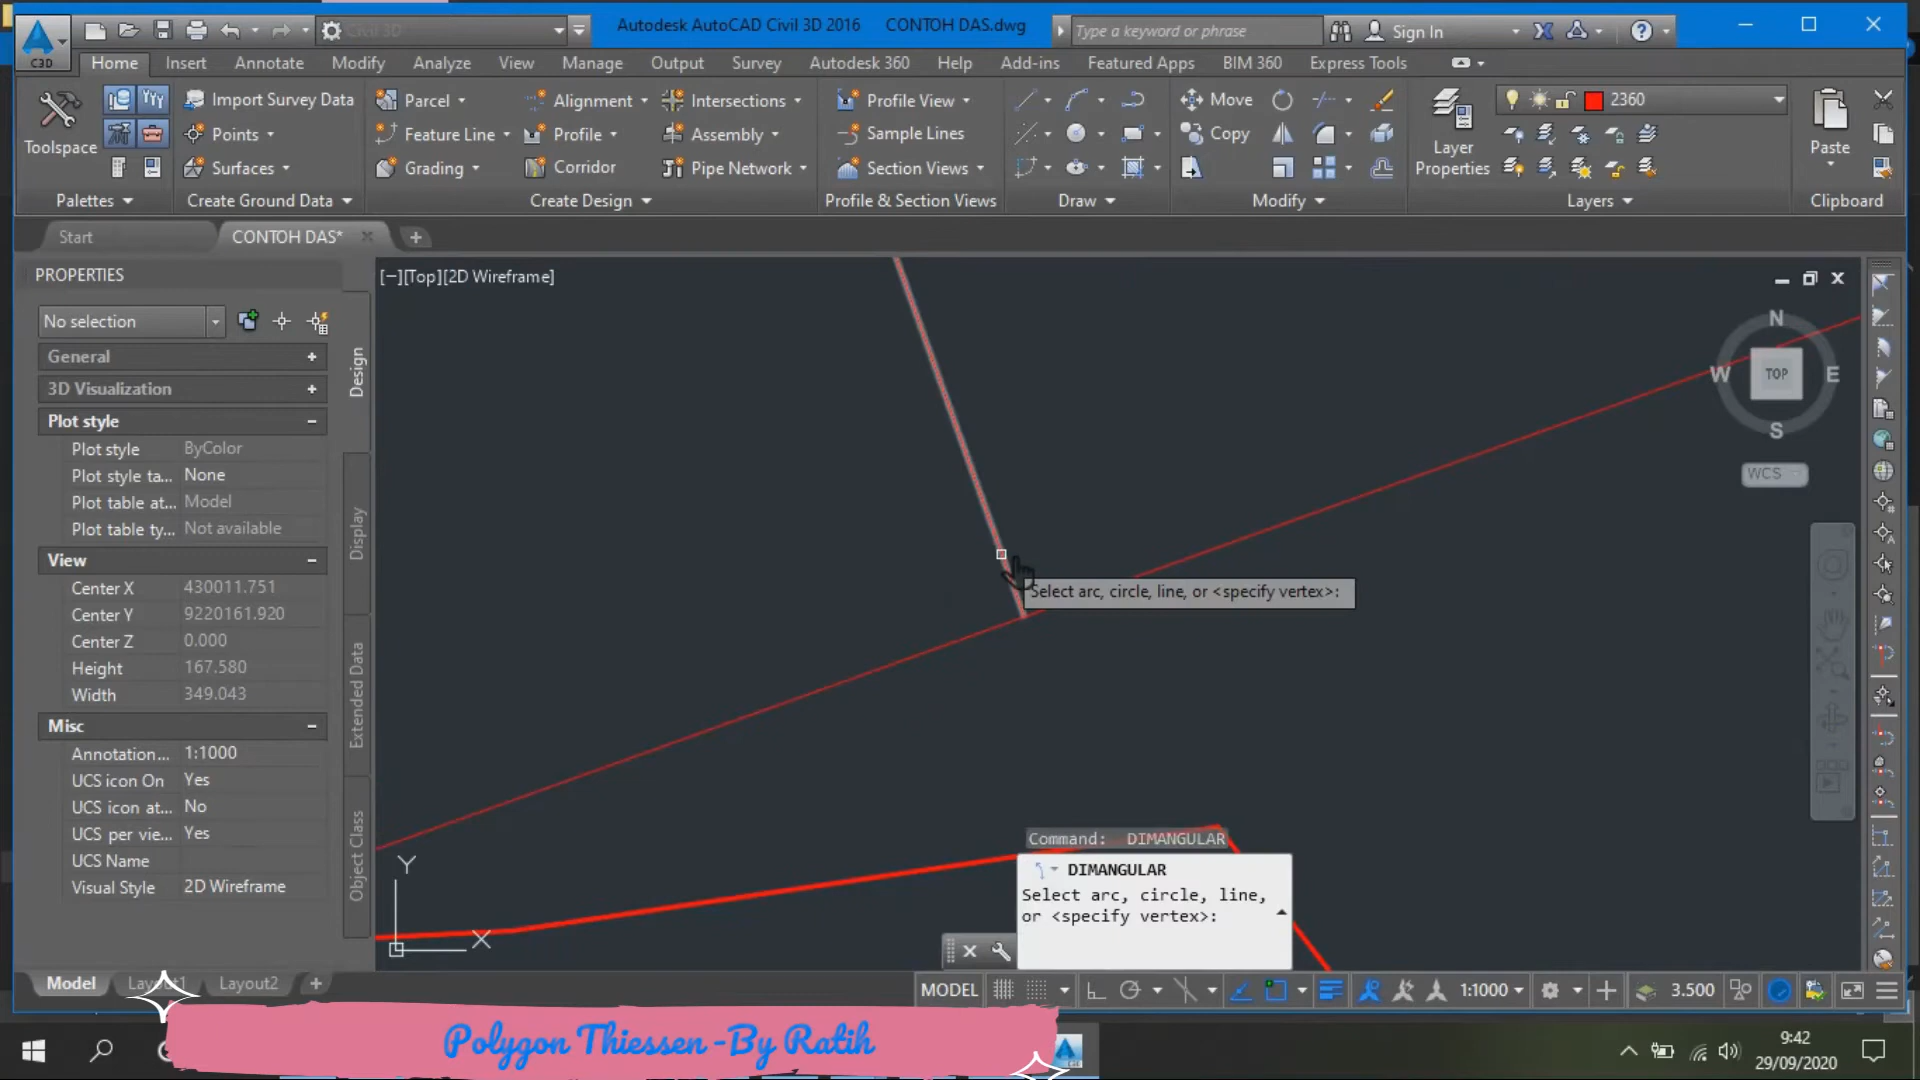 Civil 3D
Autodesk AutoCAD Civil 3D 2016 CONTOH DAS.dwg
Type a keyword or phrase
Sign In
C3D
Home Insert Annotate Modify Analyze View Manage Output Survey Autodesk 360 Help Add-ins Featured Apps BIM 360 Express Tools
Toolspace
Import Survey Data
Points
Surfaces
Parcel
Feature Line
Grading
Alignment
Profile
Corridor
Intersections
Assembly
Pipe Network
Profile View
Sample Lines
Section Views
Move
Copy
Layer
Properties
2360
Paste
Palettes
Create Ground Data
Create Design
Profile & Section Views
Draw
Modify
Layers
Clipboard
Start
CONTOH DAS*
PROPERTIES
No selection
General
3D Visualization
Plot style
Plot style ByColor
Plot style ta... None
Plot table at... Model
Plot table ty... Not available
View
Center X 430011.751
Center Y 9220161.920
Center Z 0.000
Height 167.580
Width 349.043
Misc
Annotation... 1:1000
UCS icon On Yes
UCS icon at... No
UCS per vie... Yes
UCS Name
Visual Style 2D Wireframe
Design
Display
Extended Data
Object Class
[−][Top][2D Wireframe]
N
W TOP E
S
WCS
Select arc, circle, line, or <specify vertex>:
Command: DIMANGULAR
DIMANGULAR
Select arc, circle, line,
or <specify vertex>:
Y
X
Model Layout1 Layout2
MODEL
1:1000
3.500
Polygon Thiessen -By Ratih
9:42
29/09/2020